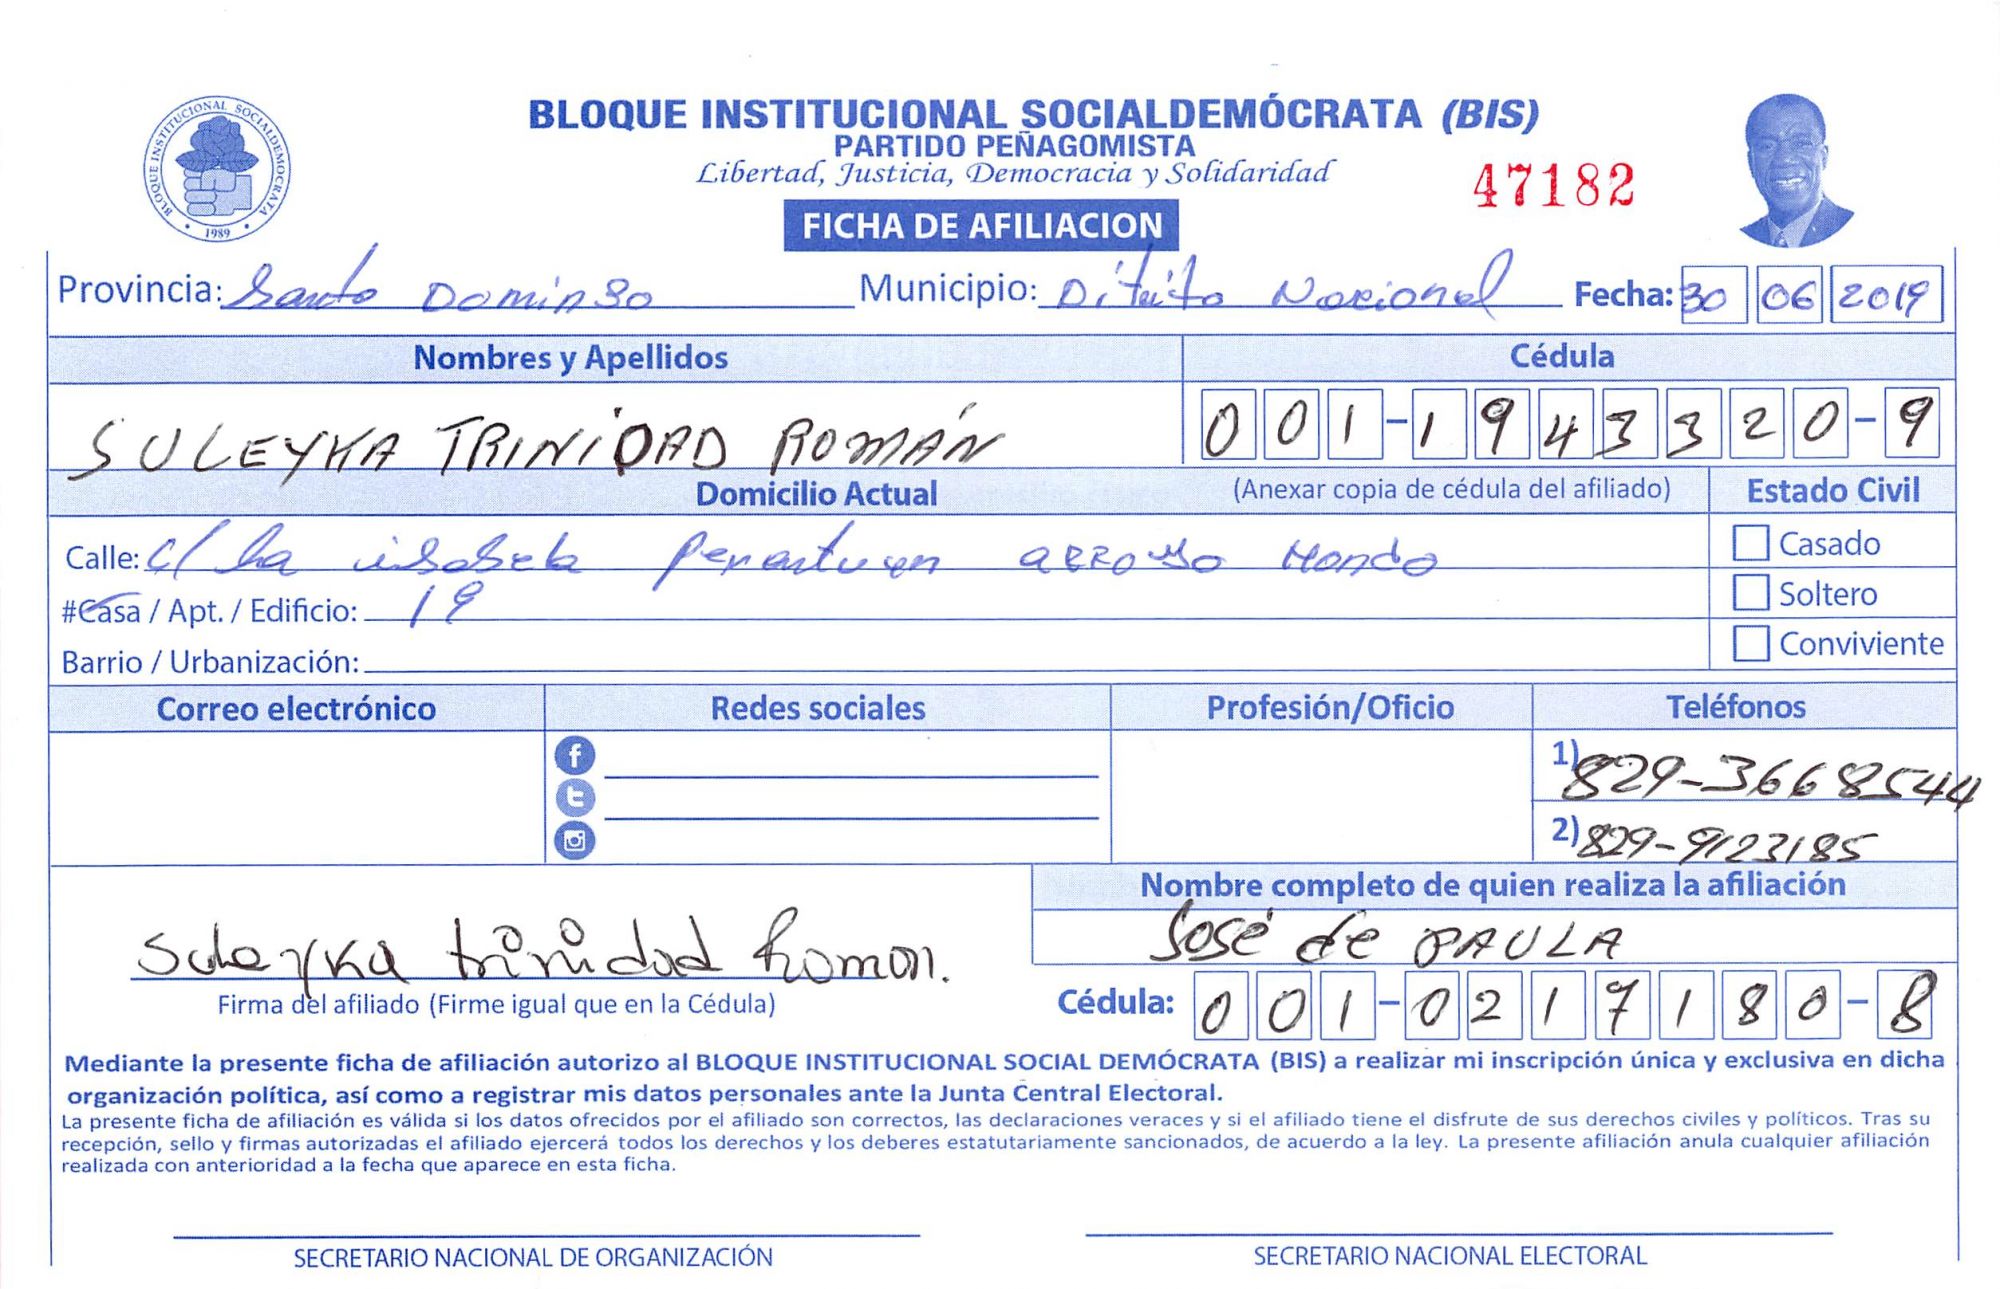 BLOQUE INSTITUCIONAL SOCIALDEMOCRATA
1989
BLOQUE INSTITUCIONAL SOCIALDEMÓCRATA (BIS)
PARTIDO PEÑAGOMISTA
Libertad, Justicia, Democracia y Solidaridad
47182
FICHA DE AFILIACION
Provincia: Santo Domingo Municipio: Ditrito Nacional Fecha: 30 06 2019
Nombres y Apellidos Cédula
SULEYKA TRINIDAD ROMÁN 001-1943320-9
Domicilio Actual (Anexar copia de cédula del afiliado) Estado Civil
Calle: C/ La isabela arroyo Hondo
Casado
#Casa / Apt. / Edificio: 19
Soltero
Barrio / Urbanización:
Conviviente
Correo electrónico Redes sociales Profesión/Oficio Teléfonos
1) 829-3668544
2) 829-9123185
Nombre completo de quien realiza la afiliación
José de PAULA
Suleyka trinidad Roman.
Firma del afiliado (Firme igual que en la Cédula)
Cédula: 001-0217180-8
Mediante la presente ficha de afiliación autorizo al BLOQUE INSTITUCIONAL SOCIAL DEMÓCRATA (BIS) a realizar mi inscripción única y exclusiva en dicha
organización política, así como a registrar mis datos personales ante la Junta Central Electoral.
La presente ficha de afiliación es válida si los datos ofrecidos por el afiliado son correctos, las declaraciones veraces y si el afiliado tiene el disfrute de sus derechos civiles y políticos. Tras su
recepción, sello y firmas autorizadas el afiliado ejercerá todos los derechos y los deberes estatutariamente sancionados, de acuerdo a la ley. La presente afiliación anula cualquier afiliación
realizada con anterioridad a la fecha que aparece en esta ficha.
SECRETARIO NACIONAL DE ORGANIZACIÓN SECRETARIO NACIONAL ELECTORAL